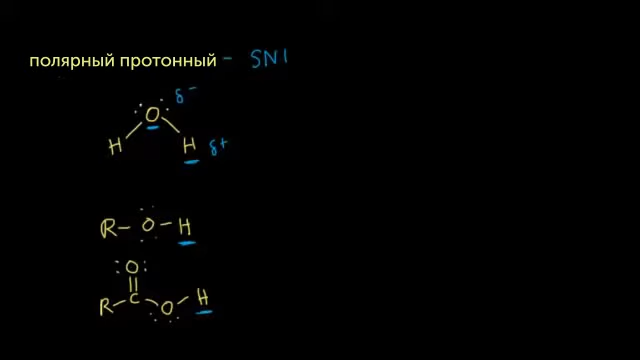 полярный протонный - SN1
δ-
O
H H δ+
R-O-H
O
R-C-O-H